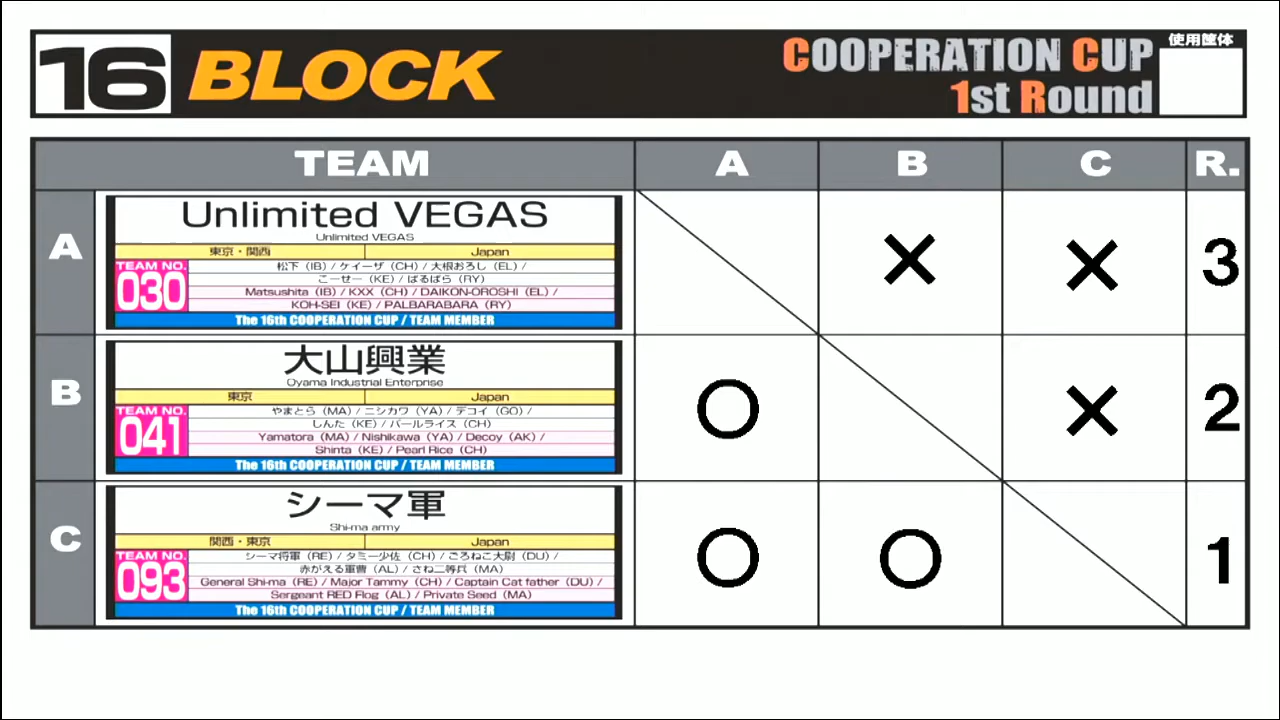 16 BLOCK
COOPERATION CUP
1st Round
使用筐体
TEAM A B C R.
A
Unlimited VEGAS
Unlimited VEGAS
東京・関西 Japan
TEAM NO.
030
松下（IB）/ ケイーザ（CH）/ 大根おろし（EL）/
こーせー（KE）/ ぱるばら（RY）
Matsushita（IB）/ KXX（CH）/ DAIKON-OROSHI（EL）/
KOH-SEI（KE）/ PALBARABARA（RY）
The 16th COOPERATION CUP / TEAM MEMBER
× × 3
B
大山興業
Oyama Industrial Enterprise
東京 Japan
TEAM NO.
041
やまとら（MA）/ ニシカワ（YA）/ デコイ（GO）/
しんた（KE）/ パールライス（CH）
Yamatora（MA）/ Nishikawa（YA）/ Decoy（AK）/
Shinta（KE）/ Pearl Rice（CH）
The 16th COOPERATION CUP / TEAM MEMBER
○ × 2
C
シーマ軍
Shi-ma army
関西・東京 Japan
TEAM NO.
093
シーマ将軍（RE）/ タミー少佐（CH）/ ごろねこ大尉（DU）/
赤がえる軍曹（AL）/ さね二等兵（MA）
General Shi-ma（RE）/ Major Tammy（CH）/ Captain Cat father（DU）/
Sergeant RED Flog（AL）/ Private Seed（MA）
The 16th COOPERATION CUP / TEAM MEMBER
○ ○ 1